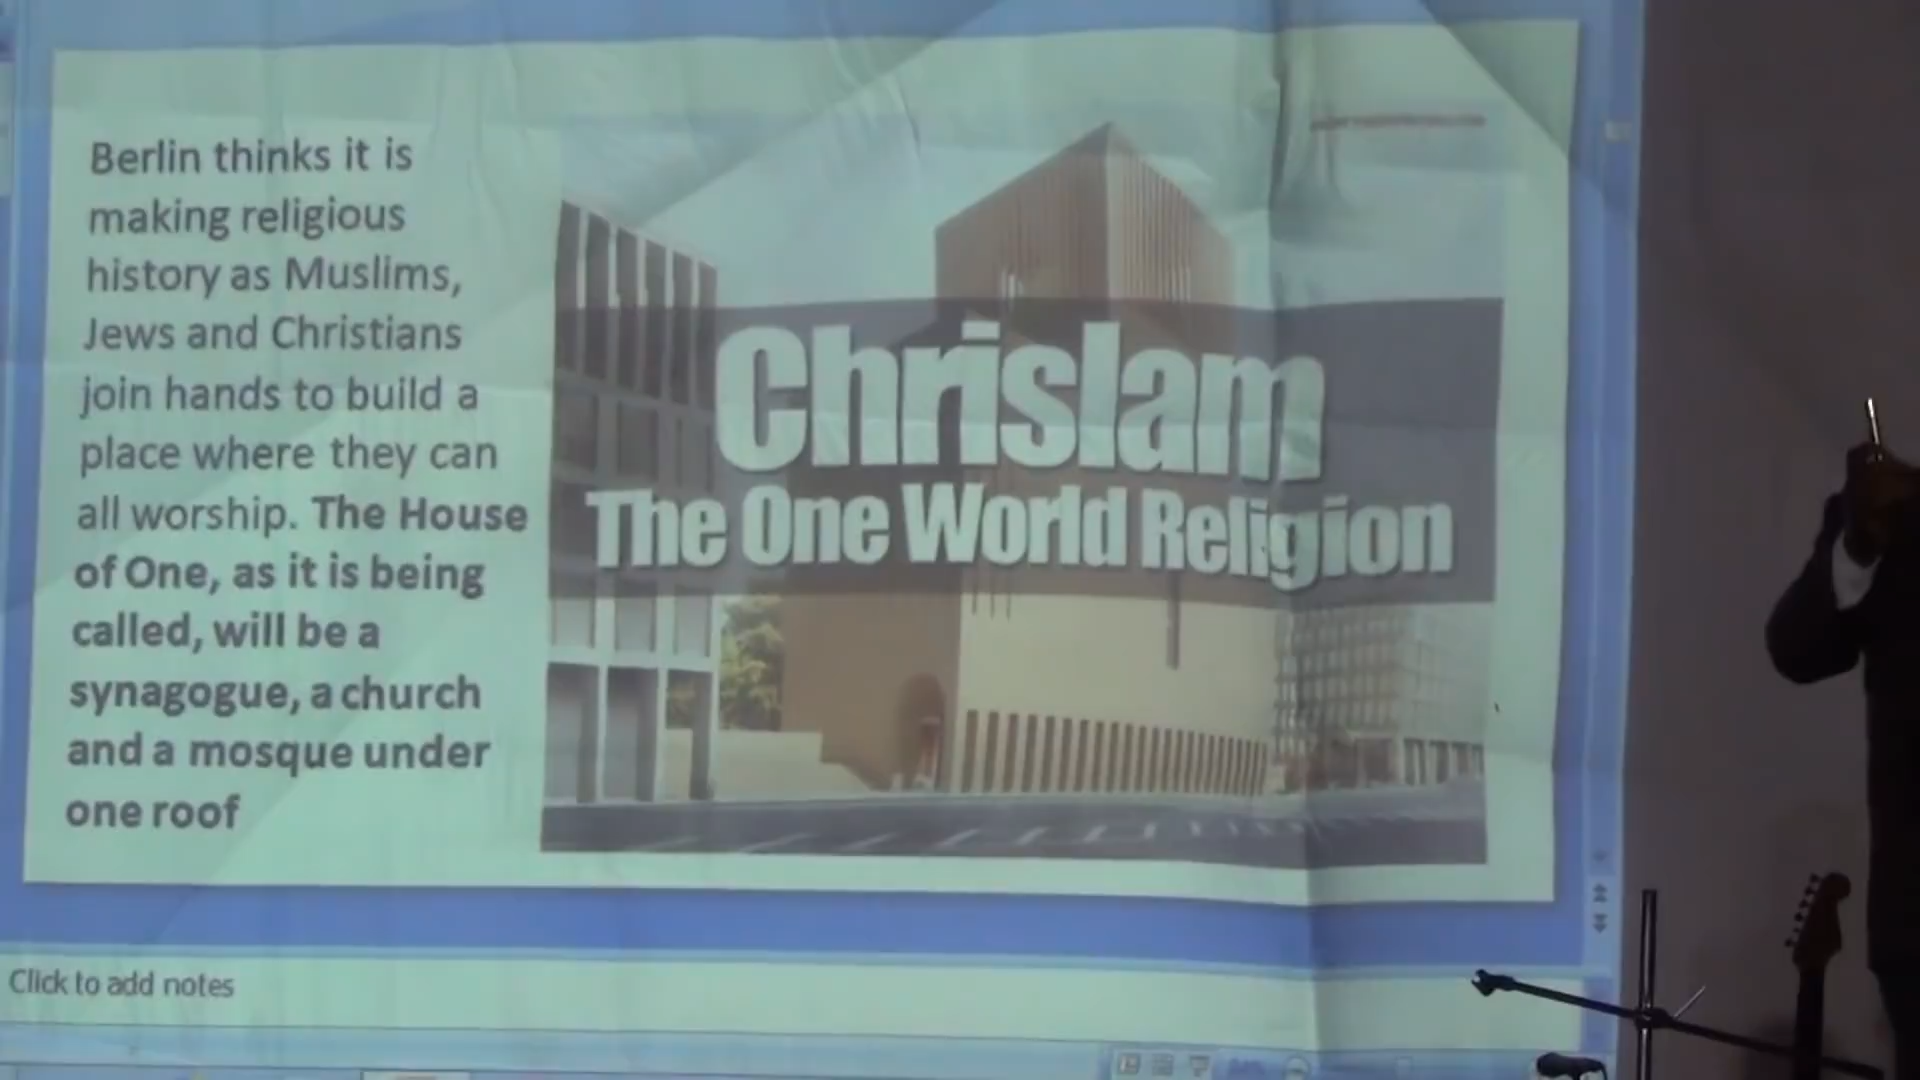 Berlin thinks it is
making religious
history as Muslims,
Jews and Christians
join hands to build a
place where they can
all worship. The House
of One, as it is being
called, will be a
synagogue, a church
and a mosque under
one roof
Chrislam
The One World Religion
Click to add notes